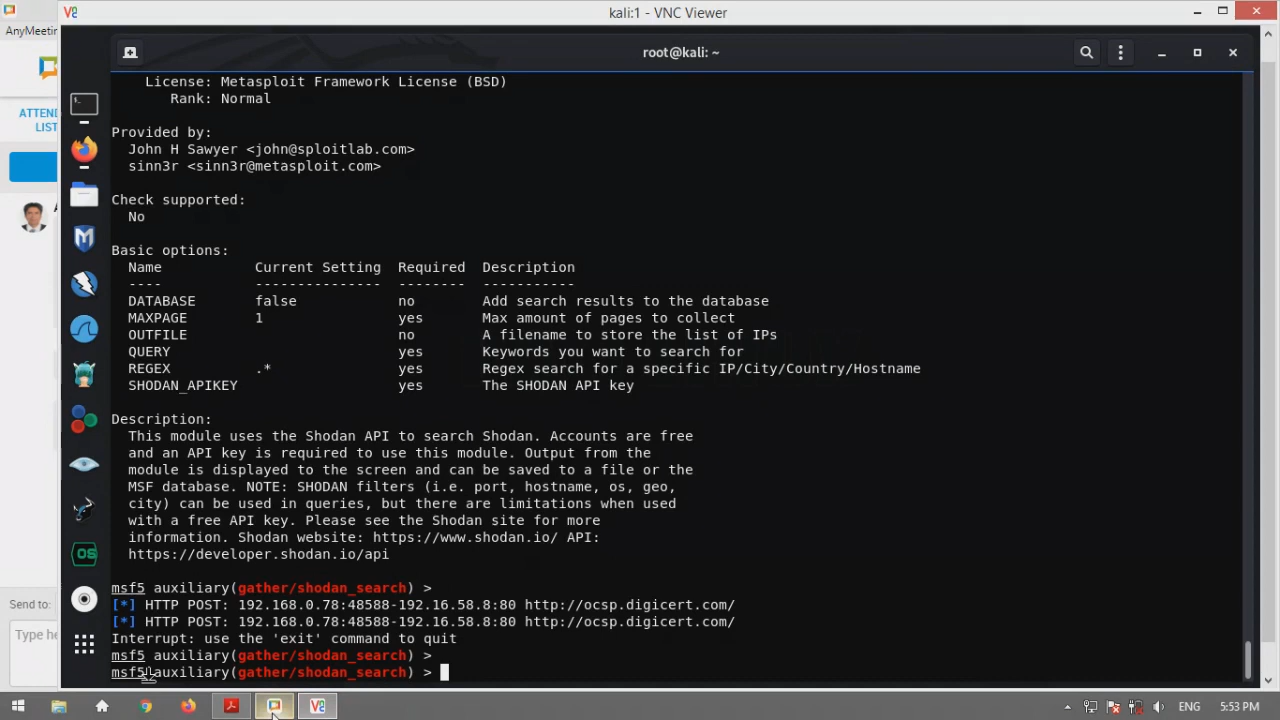 kali:1 - VNC Viewer
AnyMeetin
root@kali: ~
ATTEND
LIST
License: Metasploit Framework License (BSD)
Rank: Normal
Provided by:
John H Sawyer <john@sploitlab.com>
sinn3r <sinn3r@metasploit.com>
Check supported:
No
Basic options:
Name Current Setting Required Description
---- --------------- -------- -----------
DATABASE false no Add search results to the database
MAXPAGE 1 yes Max amount of pages to collect
OUTFILE no A filename to store the list of IPs
QUERY yes Keywords you want to search for
REGEX .* yes Regex search for a specific IP/City/Country/Hostname
SHODAN_APIKEY yes The SHODAN API key
Description:
This module uses the Shodan API to search Shodan. Accounts are free
and an API key is required to use this module. Output from the
module is displayed to the screen and can be saved to a file or the
MSF database. NOTE: SHODAN filters (i.e. port, hostname, os, geo,
city) can be used in queries, but there are limitations when used
with a free API key. Please see the Shodan site for more
information. Shodan website: https://www.shodan.io/ API:
https://developer.shodan.io/api
msf5 auxiliary(gather/shodan_search) >
[*] HTTP POST: 192.168.0.78:48588-192.16.58.8:80 http://ocsp.digicert.com/
[*] HTTP POST: 192.168.0.78:48588-192.16.58.8:80 http://ocsp.digicert.com/
Interrupt: use the 'exit' command to quit
msf5 auxiliary(gather/shodan_search) >
msf5 auxiliary(gather/shodan_search) >
Send to:
Type he
ENG 5:53 PM